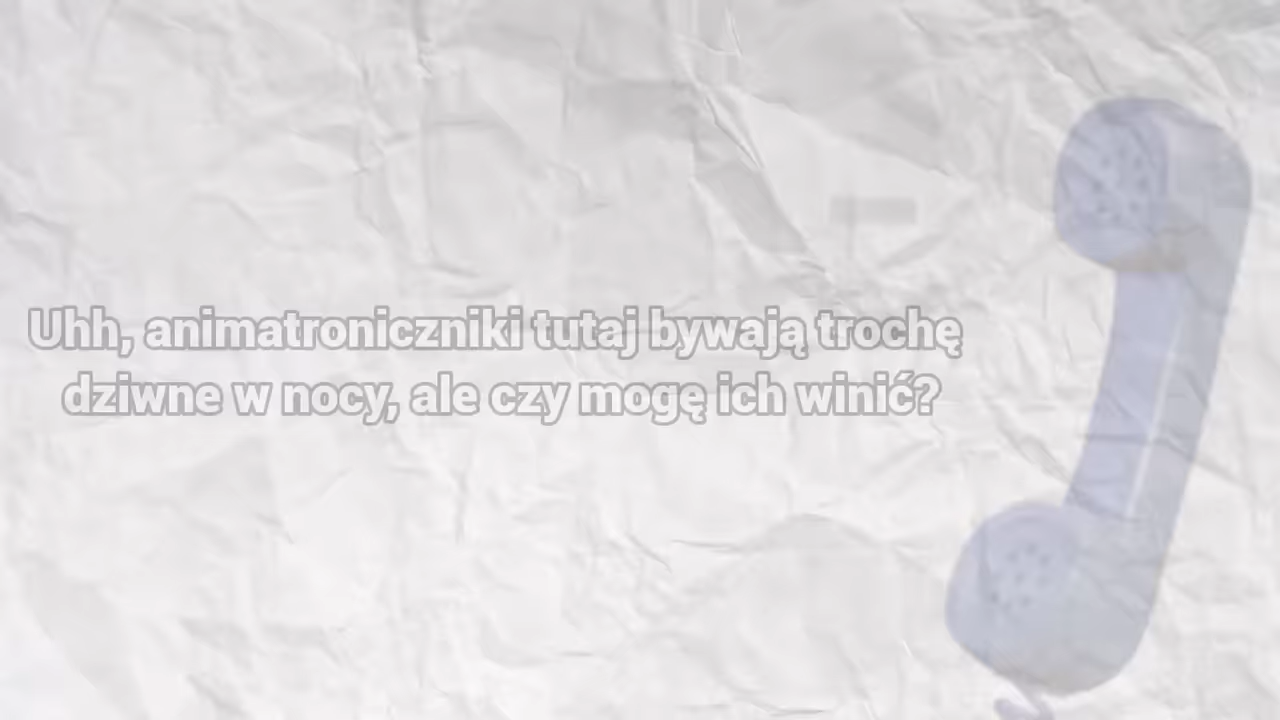 Uhh, animatroniczniki tutaj bywają trochę
dziwne w nocy, ale czy mogę ich winić?